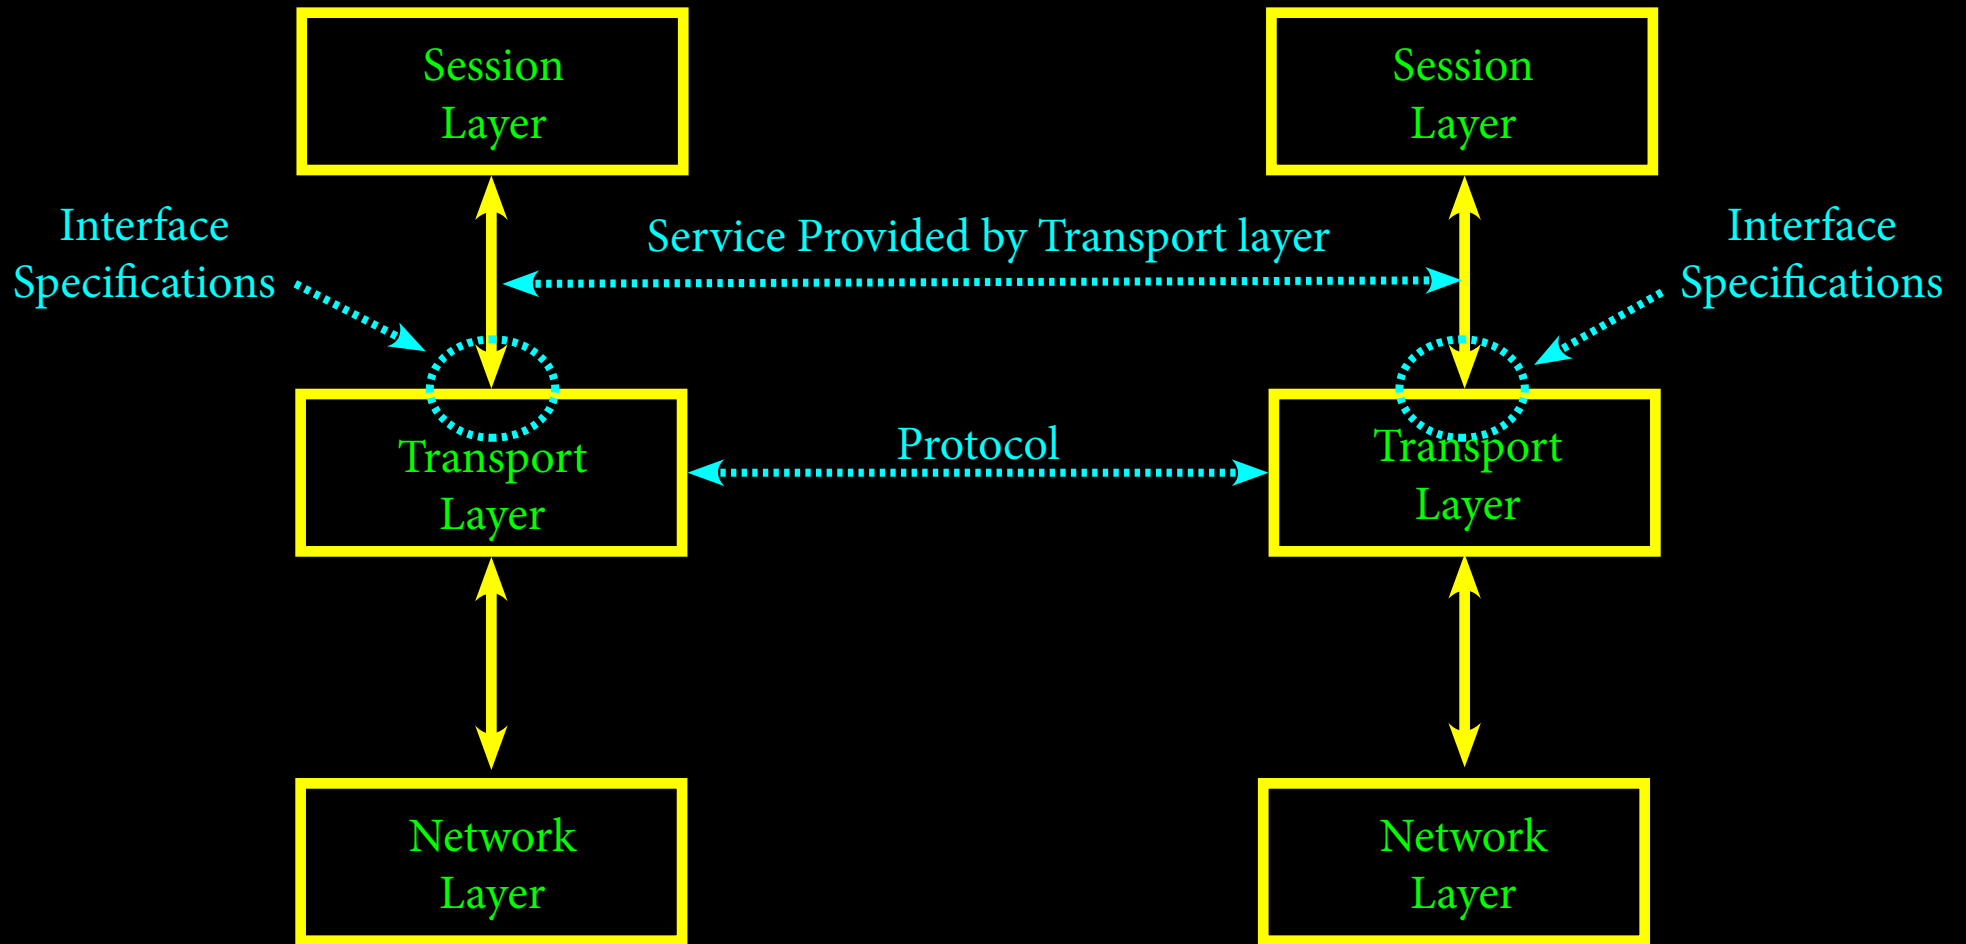 Session
Layer
Session
Layer
Interface
Specifications
Service Provided by Transport layer
Interface
Specifications
Transport
Layer
Protocol
Transport
Layer
Network
Layer
Network
Layer